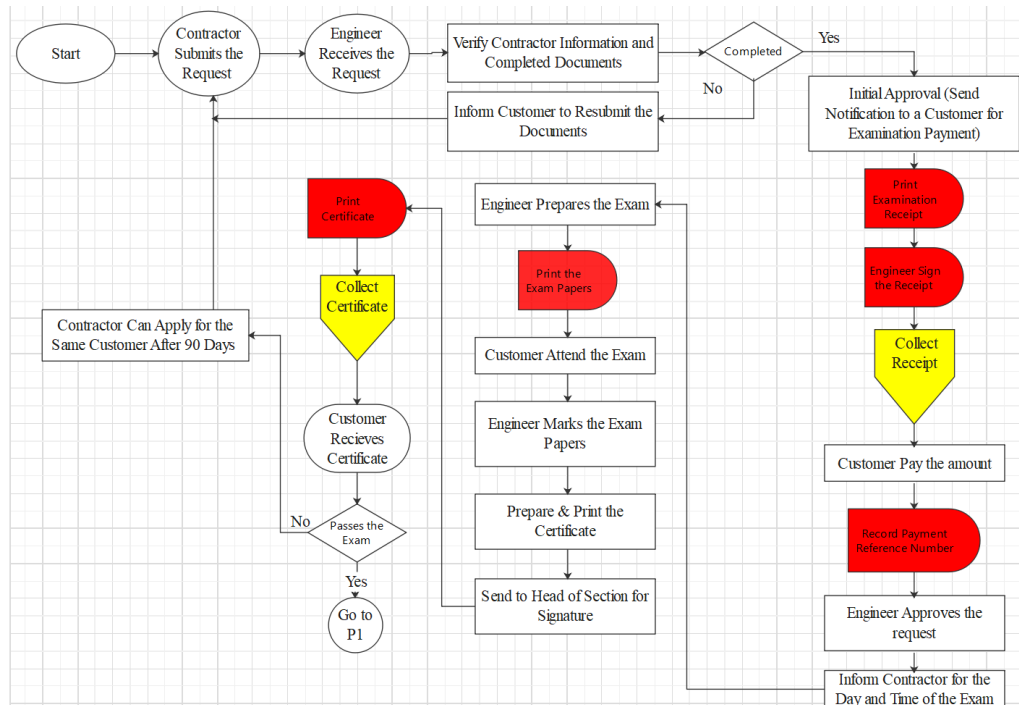 Start
Contractor
Submits the
Request
Engineer
Receives the
Request
Verify Contractor Information and
Completed Documents
Completed
Yes
No
Initial Approval (Send
Notification to a Customer for
Examination Payment)
Inform Customer to Resubmit the
Documents
Print
Examination
Receipt
Engineer Sign
the Receipt
Collect
Receipt
Customer Pay the amount
Record Payment
Reference Number
Engineer Approves the
request
Inform Contractor for the
Day and Time of the Exam
Engineer Prepares the Exam
Print the
Exam Papers
Customer Attend the Exam
Engineer Marks the Exam
Papers
Prepare & Print the
Certificate
Send to Head of Section for
Signature
Print
Certificate
Collect
Certificate
Customer
Recieves
Certificate
Passes the
Exam
No
Yes
Go to
P1
Contractor Can Apply for the
Same Customer After 90 Days